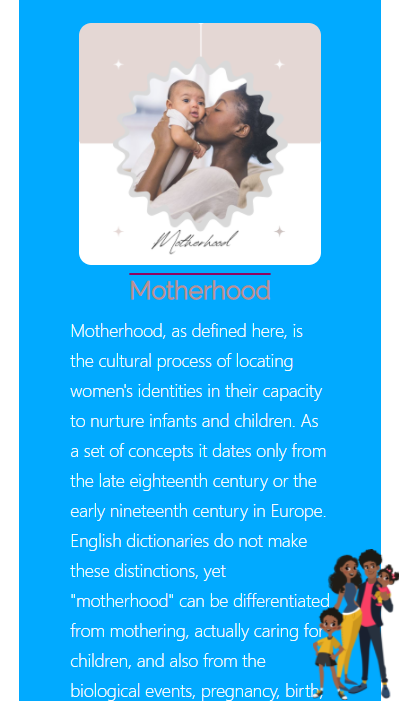 Motherhood
Motherhood
Motherhood, as defined here, is
the cultural process of locating
women's identities in their capacity
to nurture infants and children. As
a set of concepts it dates only from
the late eighteenth century or the
early nineteenth century in Europe.
English dictionaries do not make
these distinctions, yet
"motherhood" can be differentiated
from mothering, actually caring for
children, and also from the
biological events, pregnancy, birth,